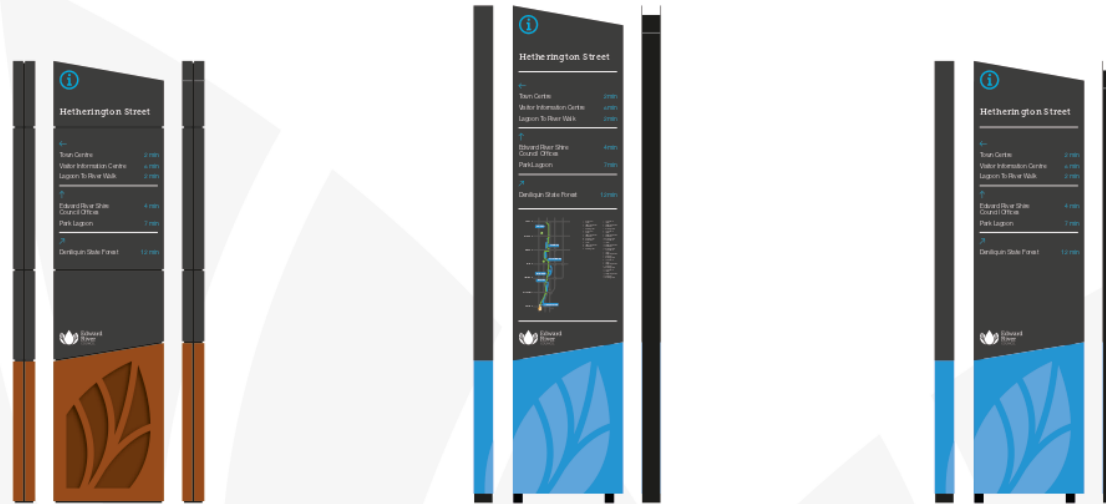 Hetherington Street
Town Centre 2 min
Visitor Information Centre 4 min
Lagoon To River Walk 2 min
Edward River Shire
Council Offices 4 min
Park Lagoon 7 min
Deniliquin State Forest 12 min
Edward
River
Hetherington Street
Town Centre 2 min
Visitor Information Centre 4 min
Lagoon To River Walk 2 min
Edward River Shire
Council Offices 4 min
Park Lagoon 7 min
Deniliquin State Forest 12 min
Edward
River
Hetherington Street
Town Centre 2 min
Visitor Information Centre 4 min
Lagoon To River Walk 2 min
Edward River Shire
Council Offices 4 min
Park Lagoon 7 min
Deniliquin State Forest 12 min
Edward
River